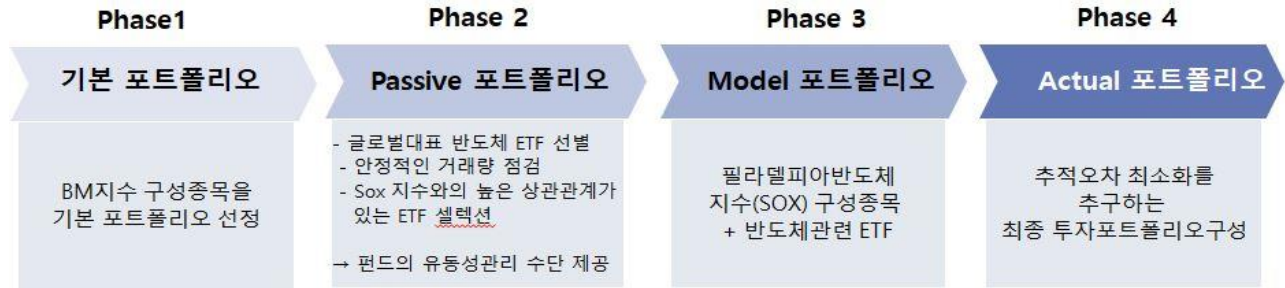 Phase1
기본 포트폴리오
BM지수 구성종목을
기본 포트폴리오 선정
Phase 2
Passive 포트폴리오
- 글로벌대표 반도체 ETF 선별
- 안정적인 거래량 점검
- Sox 지수와의 높은 상관관계가
있는 ETF 셀렉션
→ 펀드의 유동성관리 수단 제공
Phase 3
Model 포트폴리오
필라델피아반도체
지수(SOX) 구성종목
+ 반도체관련 ETF
Phase 4
Actual 포트폴리오
추적오차 최소화를
추구하는
최종 투자포트폴리오구성